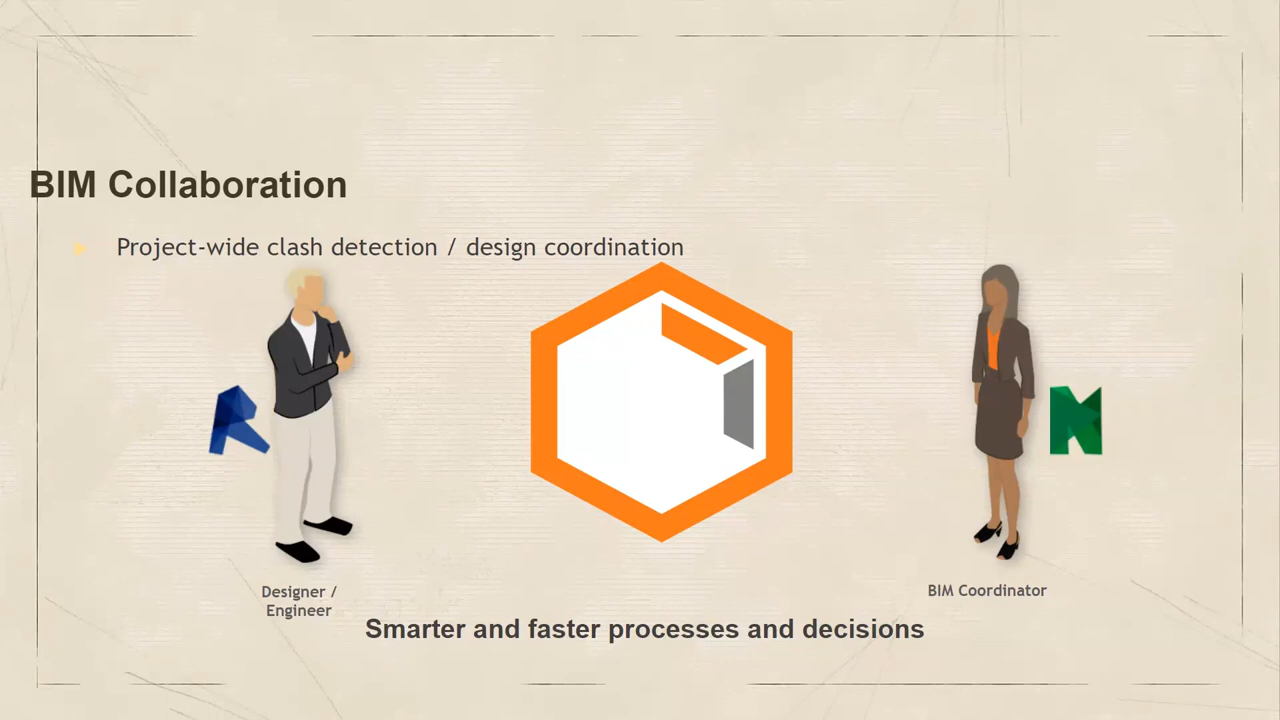 BIM Collaboration
Project-wide clash detection / design coordination
Designer /
Engineer
BIM Coordinator
Smarter and faster processes and decisions